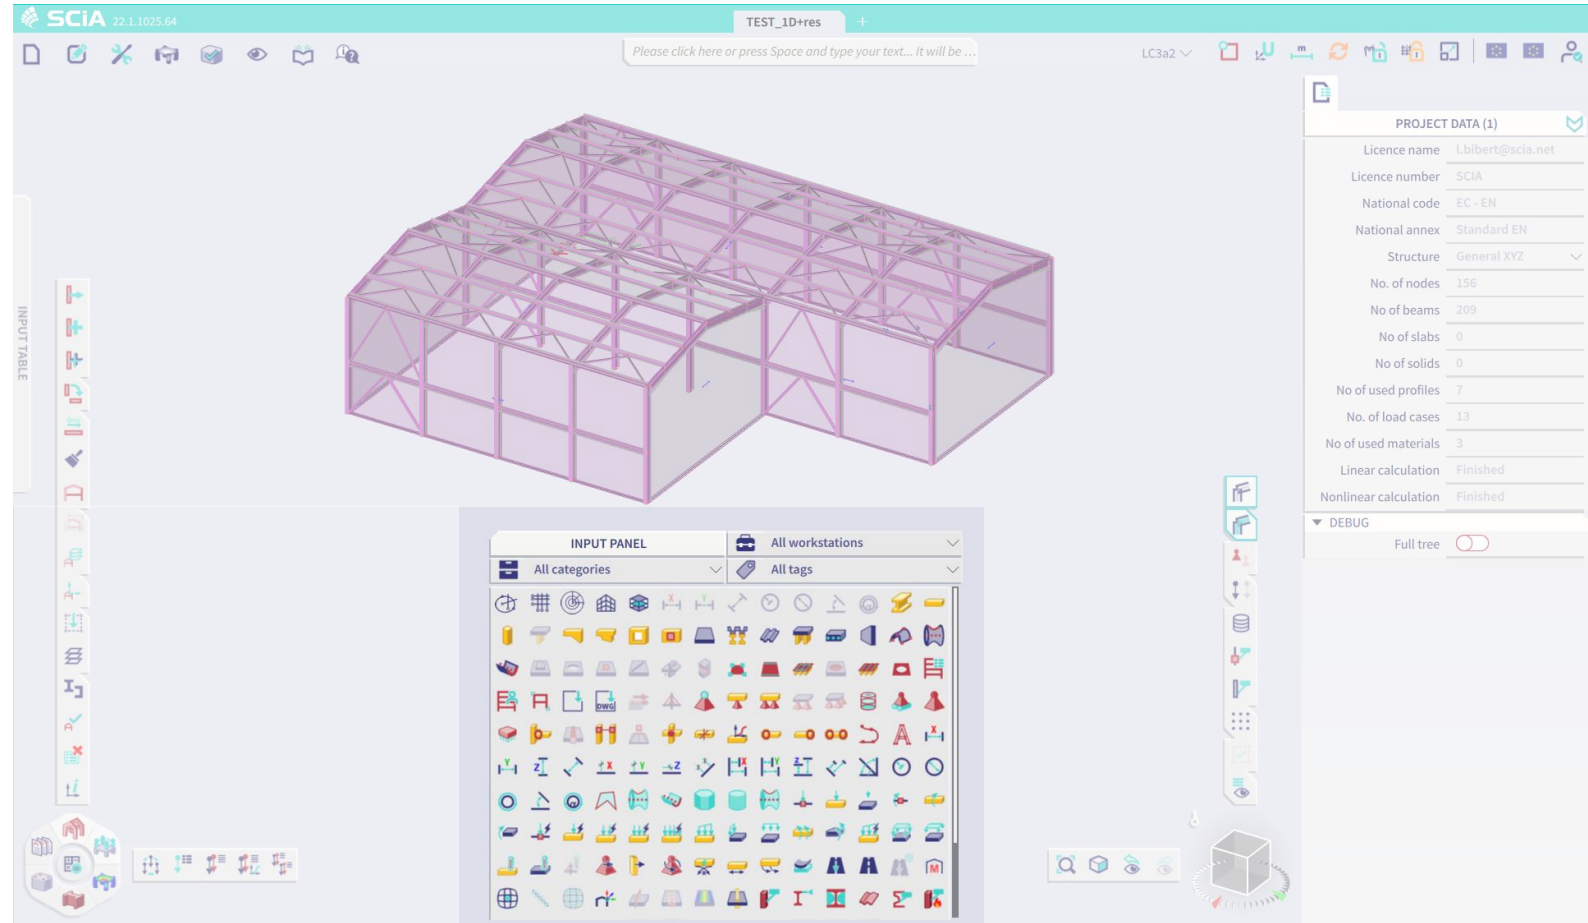 SCiA 22.1.1025.64
TEST_1D+res
Please click here or press Space and type your text... It will be ...
LC3a2
PROJECT DATA (1)
Licence name l.bibert@scia.net
Licence number SCIA
National code EC - EN
National annex Standard EN
Structure General XYZ
No. of nodes 156
No of beams 209
No of slabs 0
No of solids 0
No of used profiles 7
No. of load cases 13
No of used materials 3
Linear calculation Finished
Nonlinear calculation Finished
DEBUG
Full tree
INPUT TABLE
INPUT PANEL
All workstations
All categories
All tags
DWG